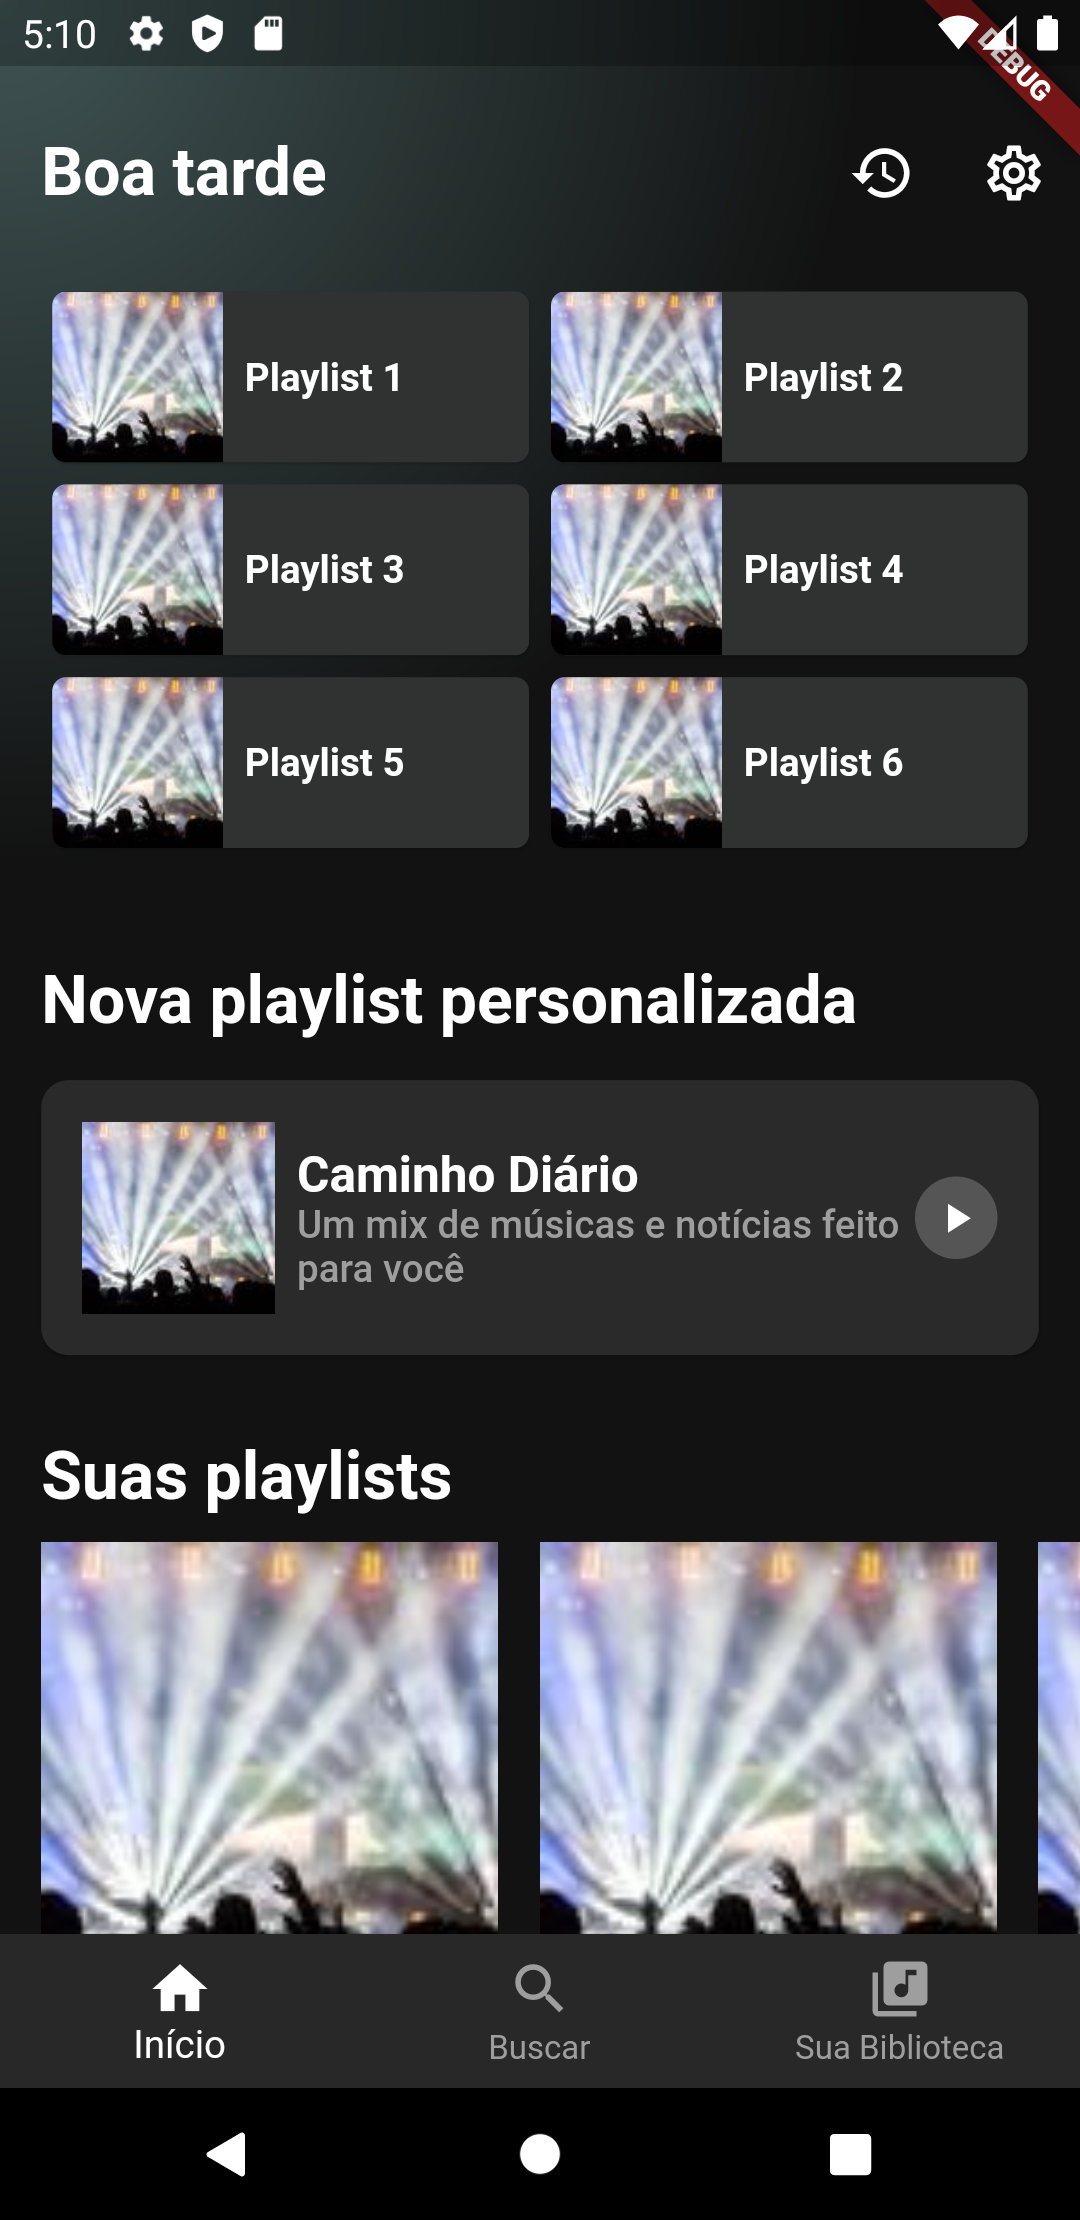 5:10
DEBUG
Boa tarde
Playlist 1
Playlist 2
Playlist 3
Playlist 4
Playlist 5
Playlist 6
Nova playlist personalizada
Caminho Diário
Um mix de músicas e notícias feito
para você
Suas playlists
Início
Buscar
Sua Biblioteca